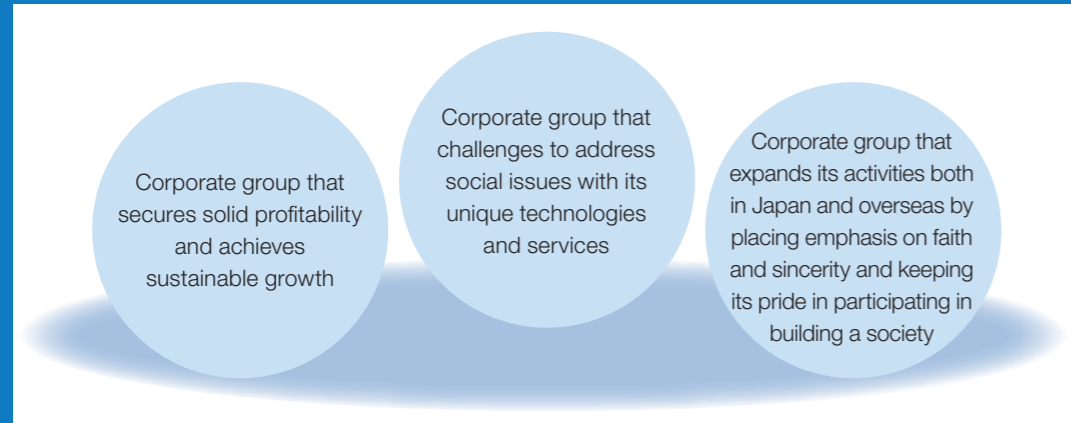 Corporate group that
secures solid profitability
and achieves
sustainable growth
Corporate group that
challenges to address
social issues with its
unique technologies
and services
Corporate group that
expands its activities both
in Japan and overseas by
placing emphasis on faith
and sincerity and keeping
its pride in participating in
building a society